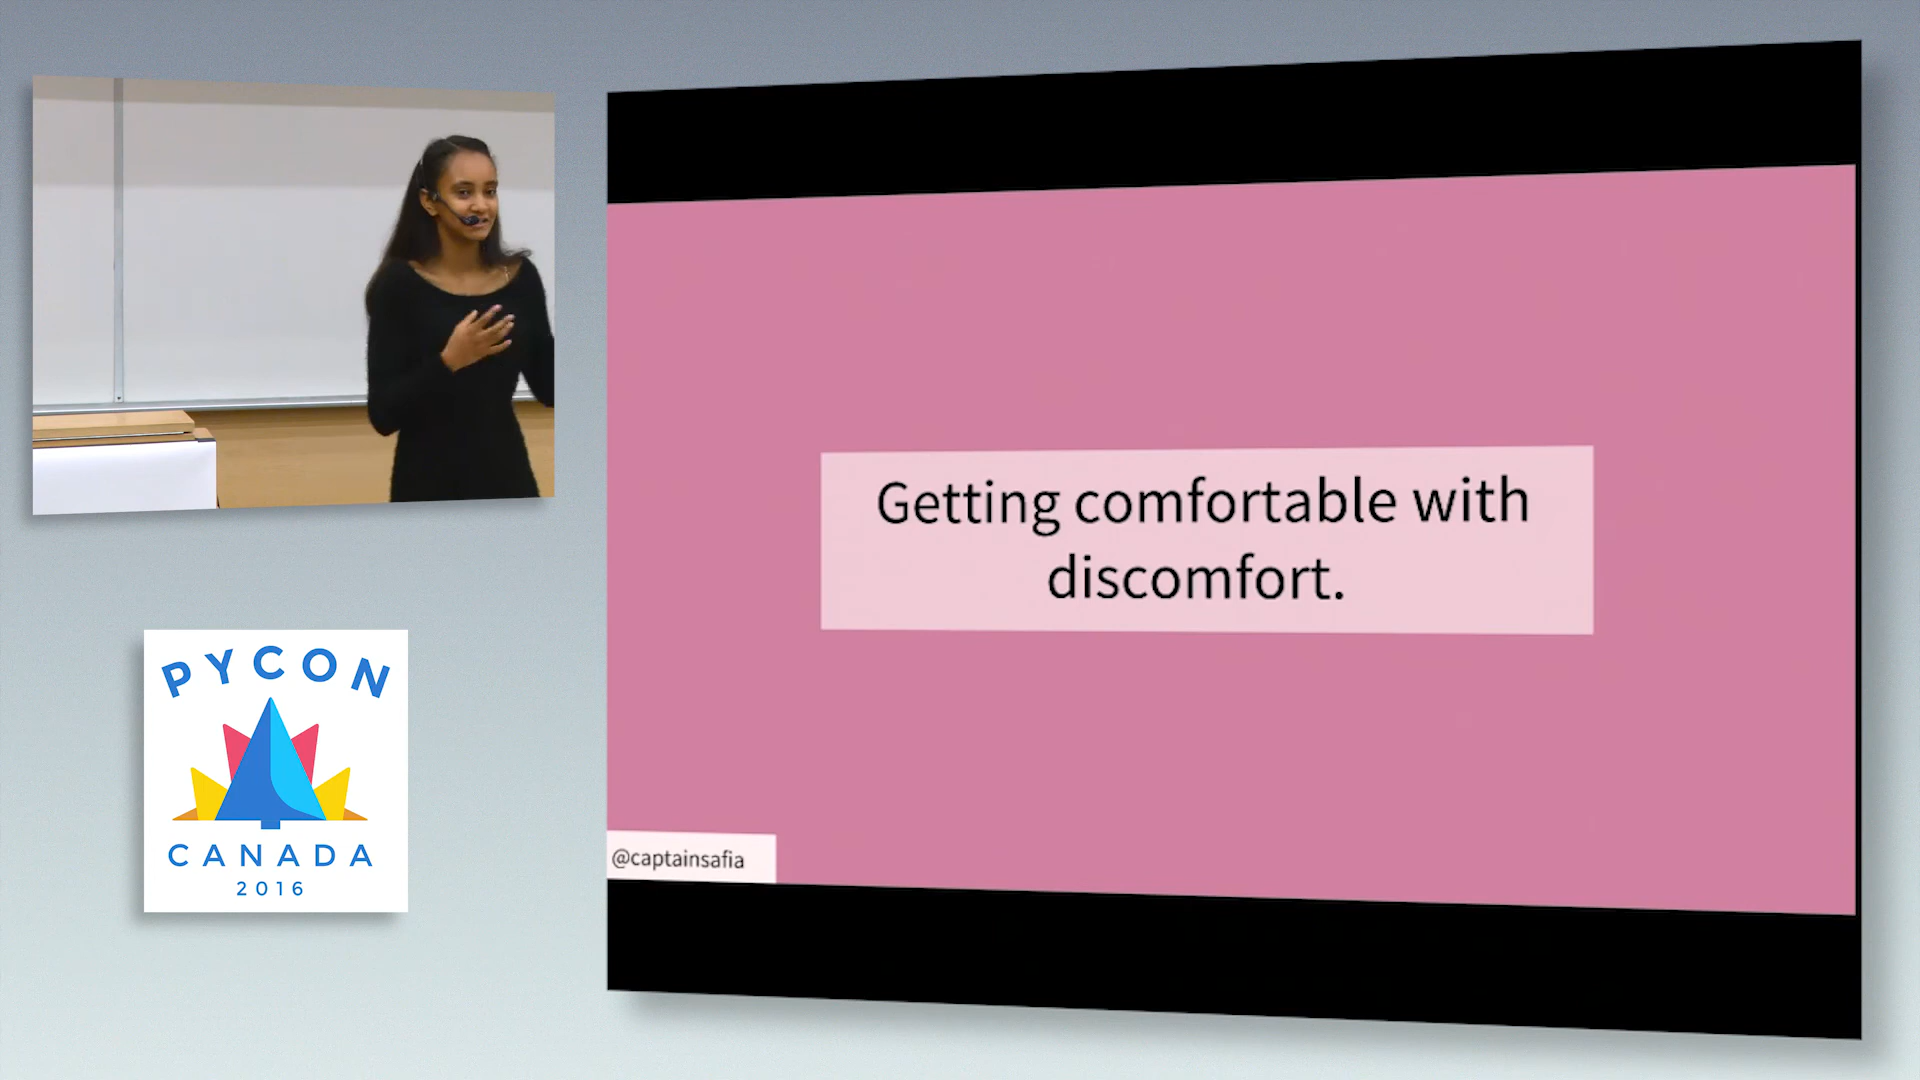 Getting comfortable with
discomfort.
@captainsafia
PYCON
CANADA
2016